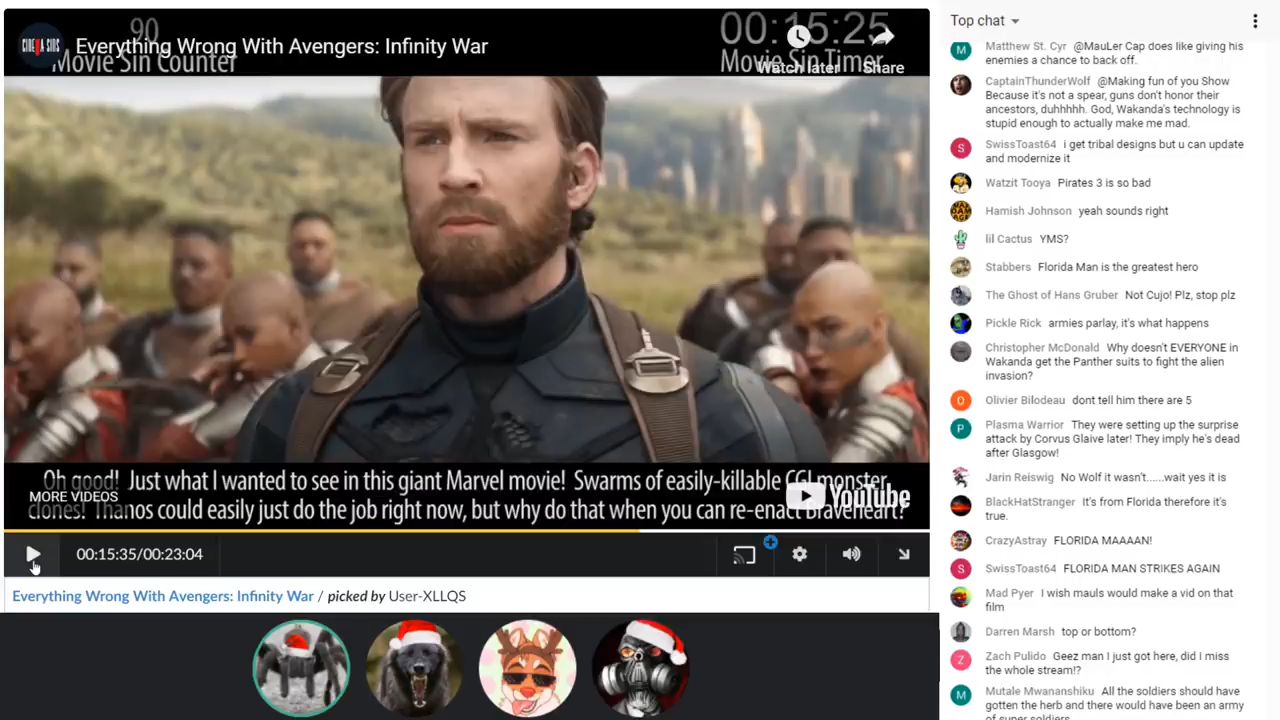 90
00:15:25
CINEMA SINS
Everything Wrong With Avengers: Infinity War
Movie Sin Counter
Movie Sin Timer
Watch later
Share
Oh good! Just what I wanted to see in this giant Marvel movie! Swarms of easily-killable CGI monster
clones! Thanos could easily just do the job right now, but why do that when you can re-enact Braveheart?
MORE VIDEOS
YouTube
00:15:35/00:23:04
Everything Wrong With Avengers: Infinity War / picked by User-XLLQS
Top chat
M
Matthew St. Cyr @MauLer Cap does like giving his
enemies a chance to back off.
CaptainThunderWolf @Making fun of you Show
Because it's not a spear, guns don't honor their
ancestors, duhhhhh. God, Wakanda's technology is
stupid enough to actually make me mad.
S
SwissToast64 i get tribal designs but u can update
and modernize it
Watzit Tooya Pirates 3 is so bad
Hamish Johnson yeah sounds right
lil Cactus YMS?
Stabbers Florida Man is the greatest hero
The Ghost of Hans Gruber Not Cujo! Plz, stop plz
Pickle Rick armies parlay, it's what happens
Christopher McDonald Why doesn't EVERYONE in
Wakanda get the Panther suits to fight the alien
invasion?
O
Olivier Bilodeau dont tell him there are 5
P
Plasma Warrior They were setting up the surprise
attack by Corvus Glaive later! They imply he's dead
after Glasgow!
Jarin Reiswig No Wolf it wasn't......wait yes it is
BlackHatStranger It's from Florida therefore it's
true.
CrazyAstray FLORIDA MAAAAN!
S
SwissToast64 FLORIDA MAN STRIKES AGAIN
Mad Pyer I wish mauls would make a vid on that
film
Darren Marsh top or bottom?
Z
Zach Pulido Geez man I just got here, did I miss
the whole stream!?
M
Mutale Mwananshiku All the soldiers should have
gotten the herb and there would have been an army
of super soldiers